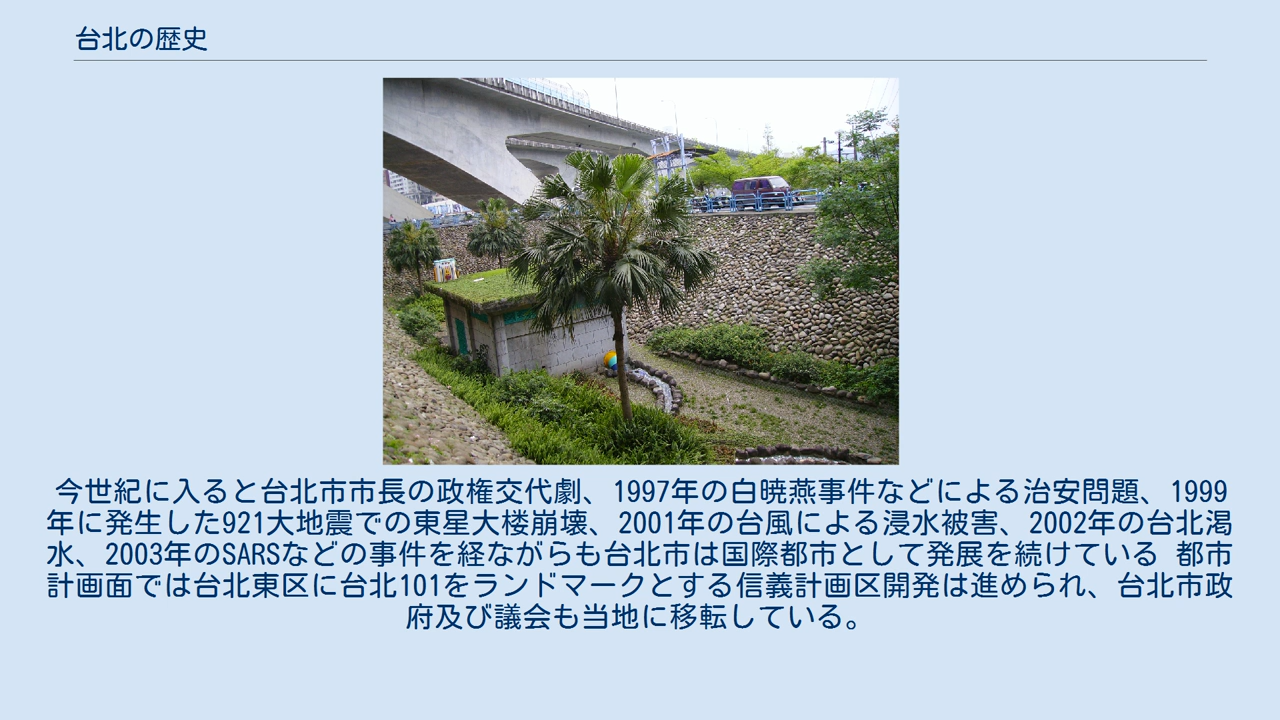 台北の歴史
今世紀に入ると台北市市長の政権交代劇、1997年の白暁燕事件などによる治安問題、1999
年に発生した921大地震での東星大楼崩壊、2001年の台風による浸水被害、2002年の台北渇
水、2003年のSARSなどの事件を経ながらも台北市は国際都市として発展を続けている 都市
計画面では台北東区に台北101をランドマークとする信義計画区開発は進められ、台北市政
府及び議会も当地に移転している。